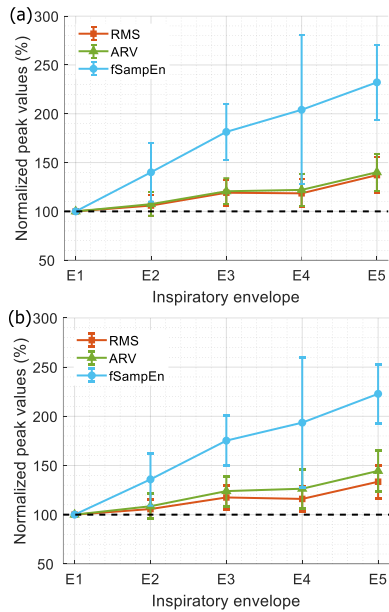 (a)
300
250
200
150
100
50
Normalized peak values (%)
RMS
ARV
fSampEn
E1 E2 E3 E4 E5
Inspiratory envelope
(b)
300
250
200
150
100
50
Normalized peak values (%)
RMS
ARV
fSampEn
E1 E2 E3 E4 E5
Inspiratory envelope